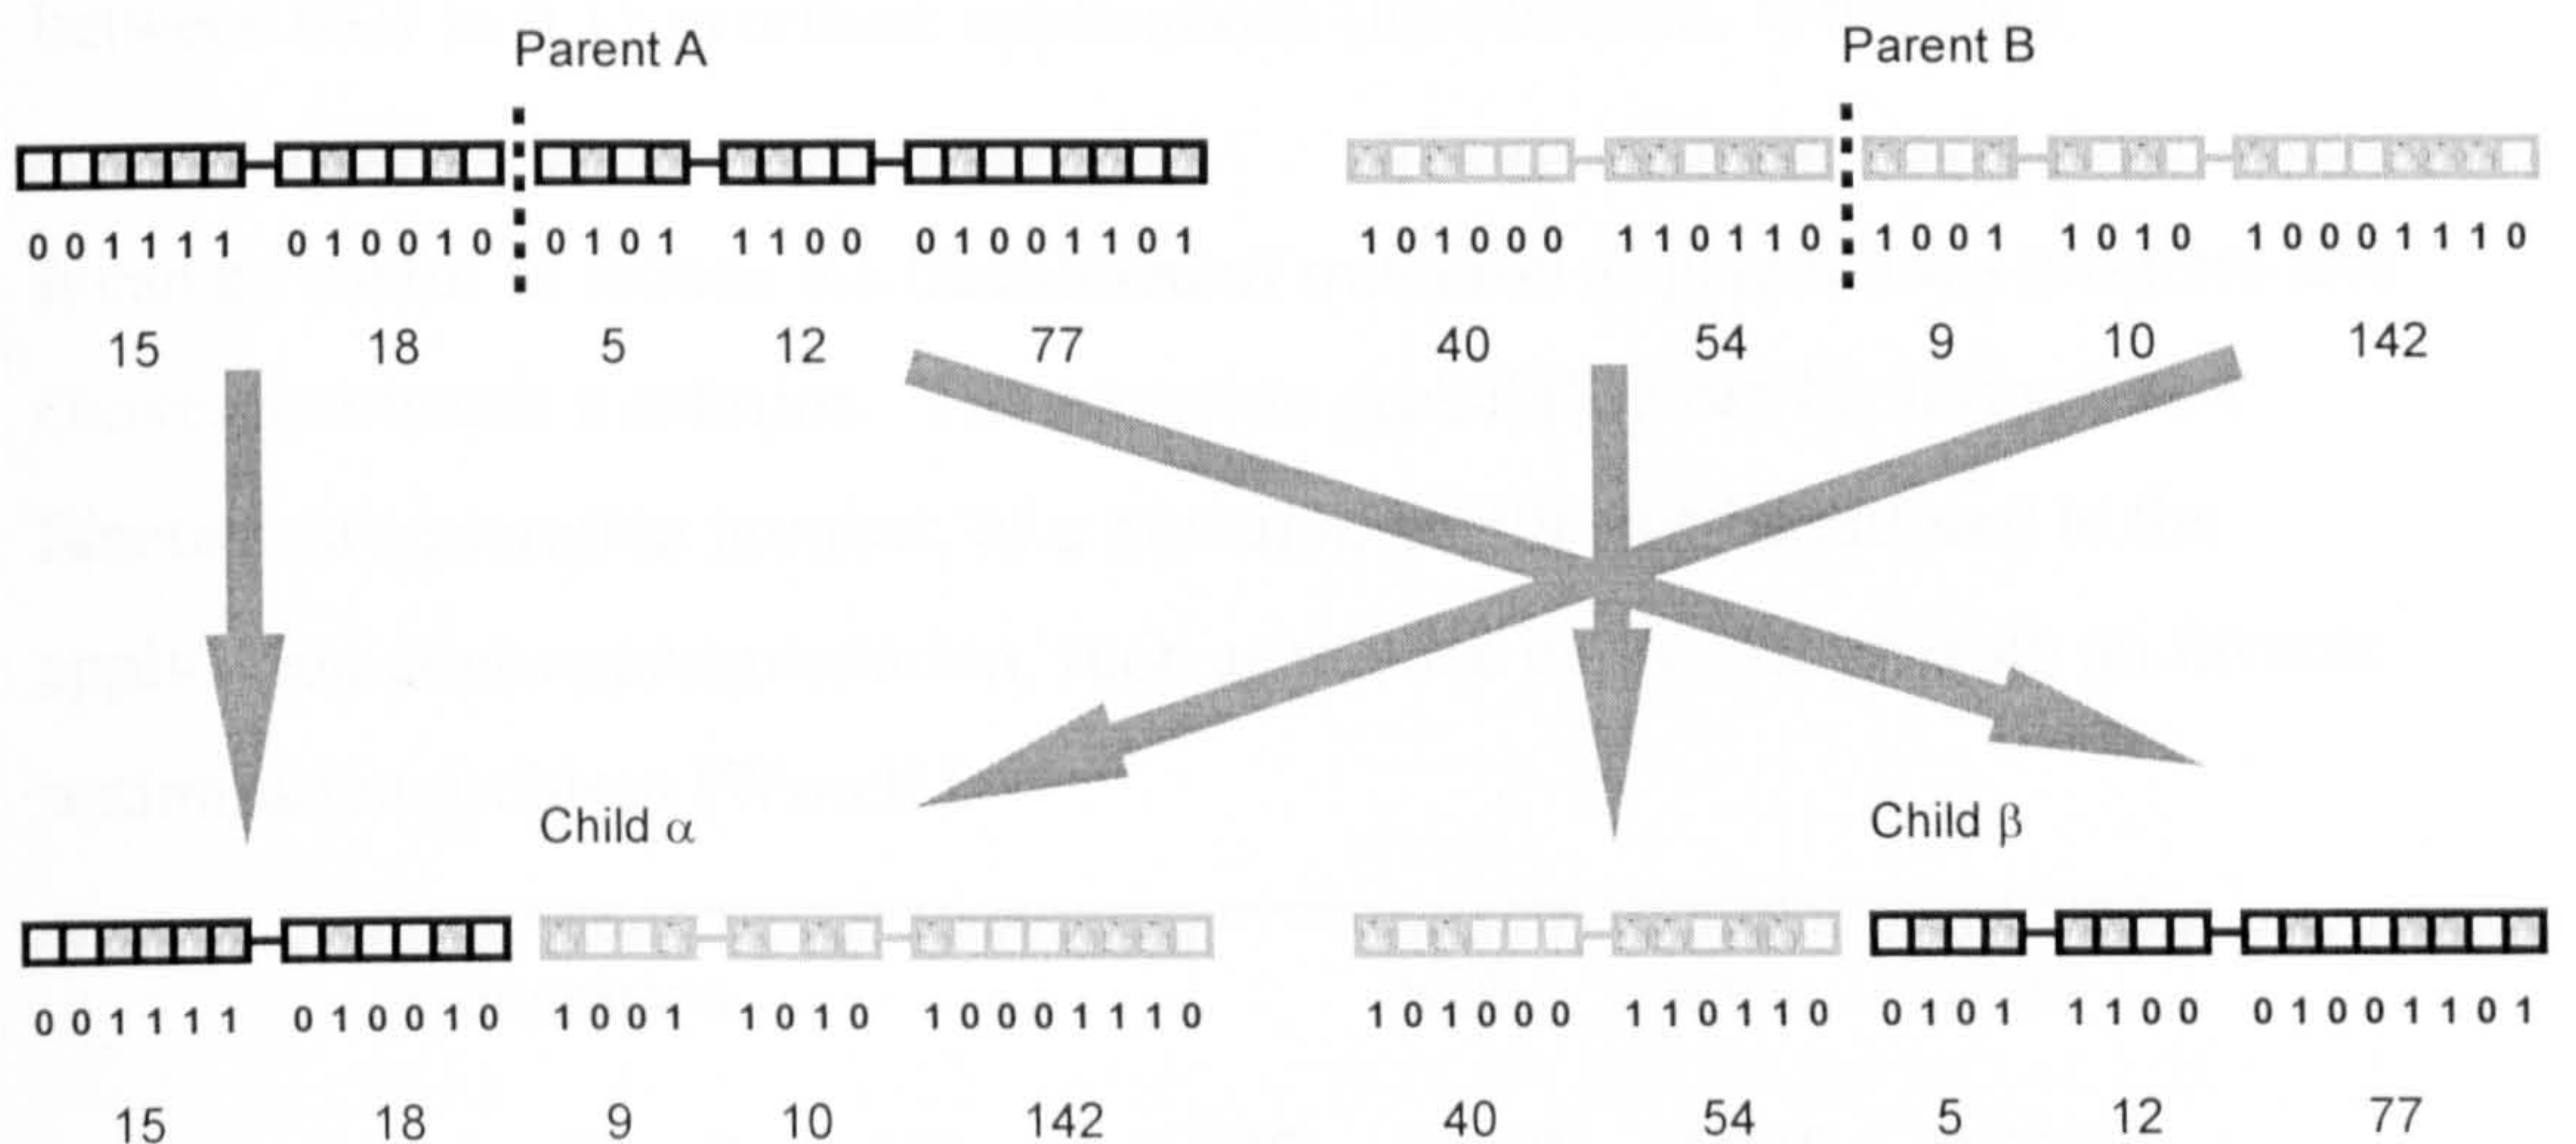 Parent A
Parent B
0 0 1 1 1 1 0 1 0 0 1 0 0 1 0 1 1 1 0 0 0 1 0 0 1 1 0 1
1 0 1 0 0 0 1 1 0 1 1 0 1 0 0 1 1 0 1 0 1 0 0 0 1 1 1 0
15 18 5 12 77
40 54 9 10 142
Child α
Child β
0 0 1 1 1 1 0 1 0 0 1 0 1 0 0 1 1 0 1 0 1 0 0 0 1 1 1 0
1 0 1 0 0 0 1 1 0 1 1 0 0 1 0 1 1 1 0 0 0 1 0 0 1 1 0 1
15 18 9 10 142
40 54 5 12 77